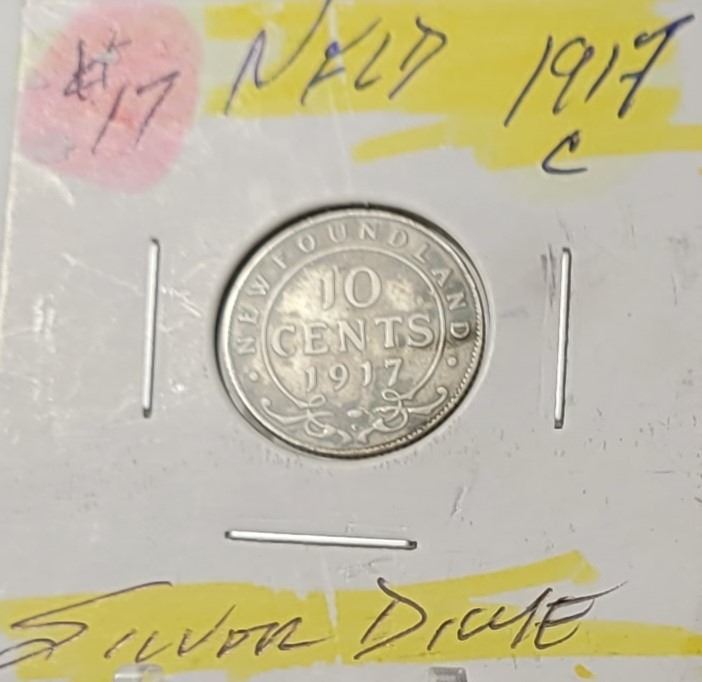 #17 NFLD 1917
C
NEWFOUNDLAND
10
CENTS
1917
SILVER DIME